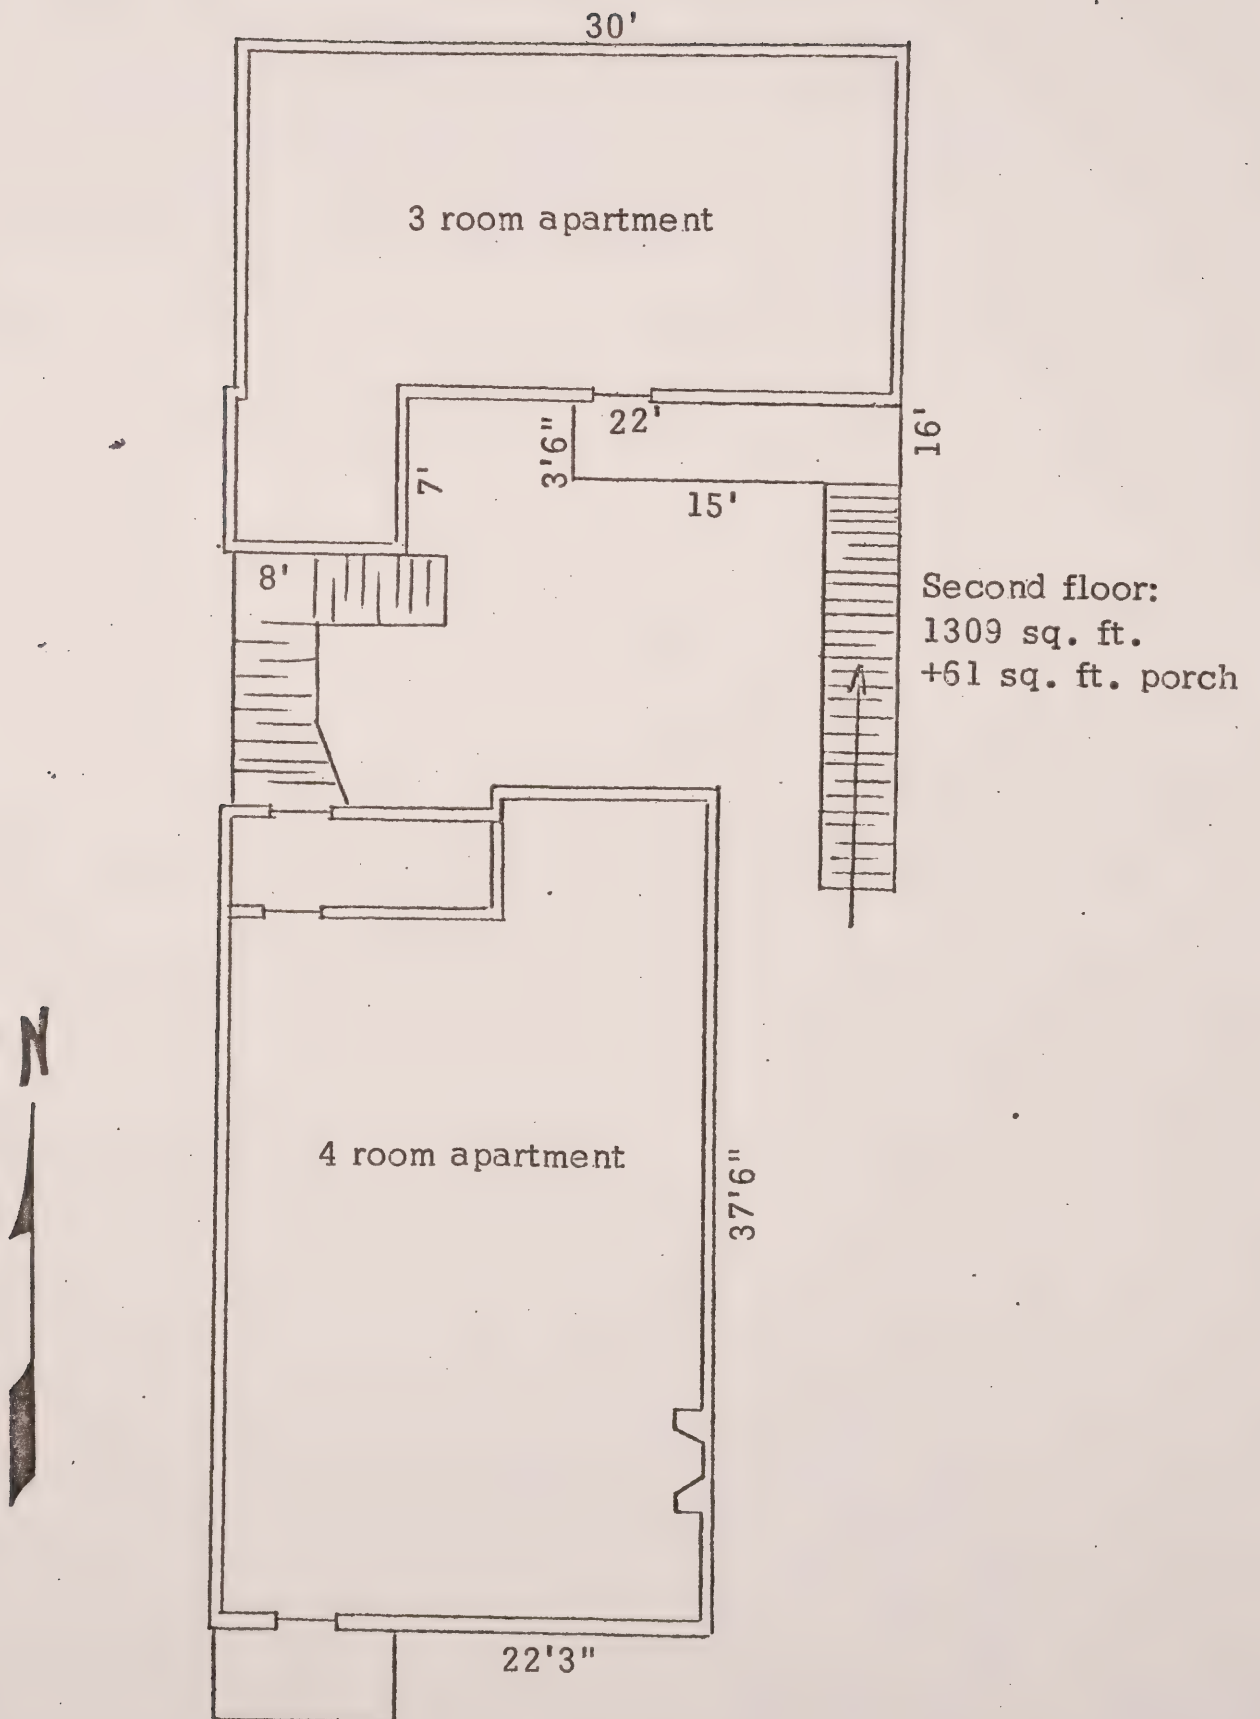 30'
3 room apartment
22'
3'6"
16'
7'
15'
8'
Second floor:
1309 sq. ft.
+61 sq. ft. porch
N
4 room apartment
37'6"
22'3"